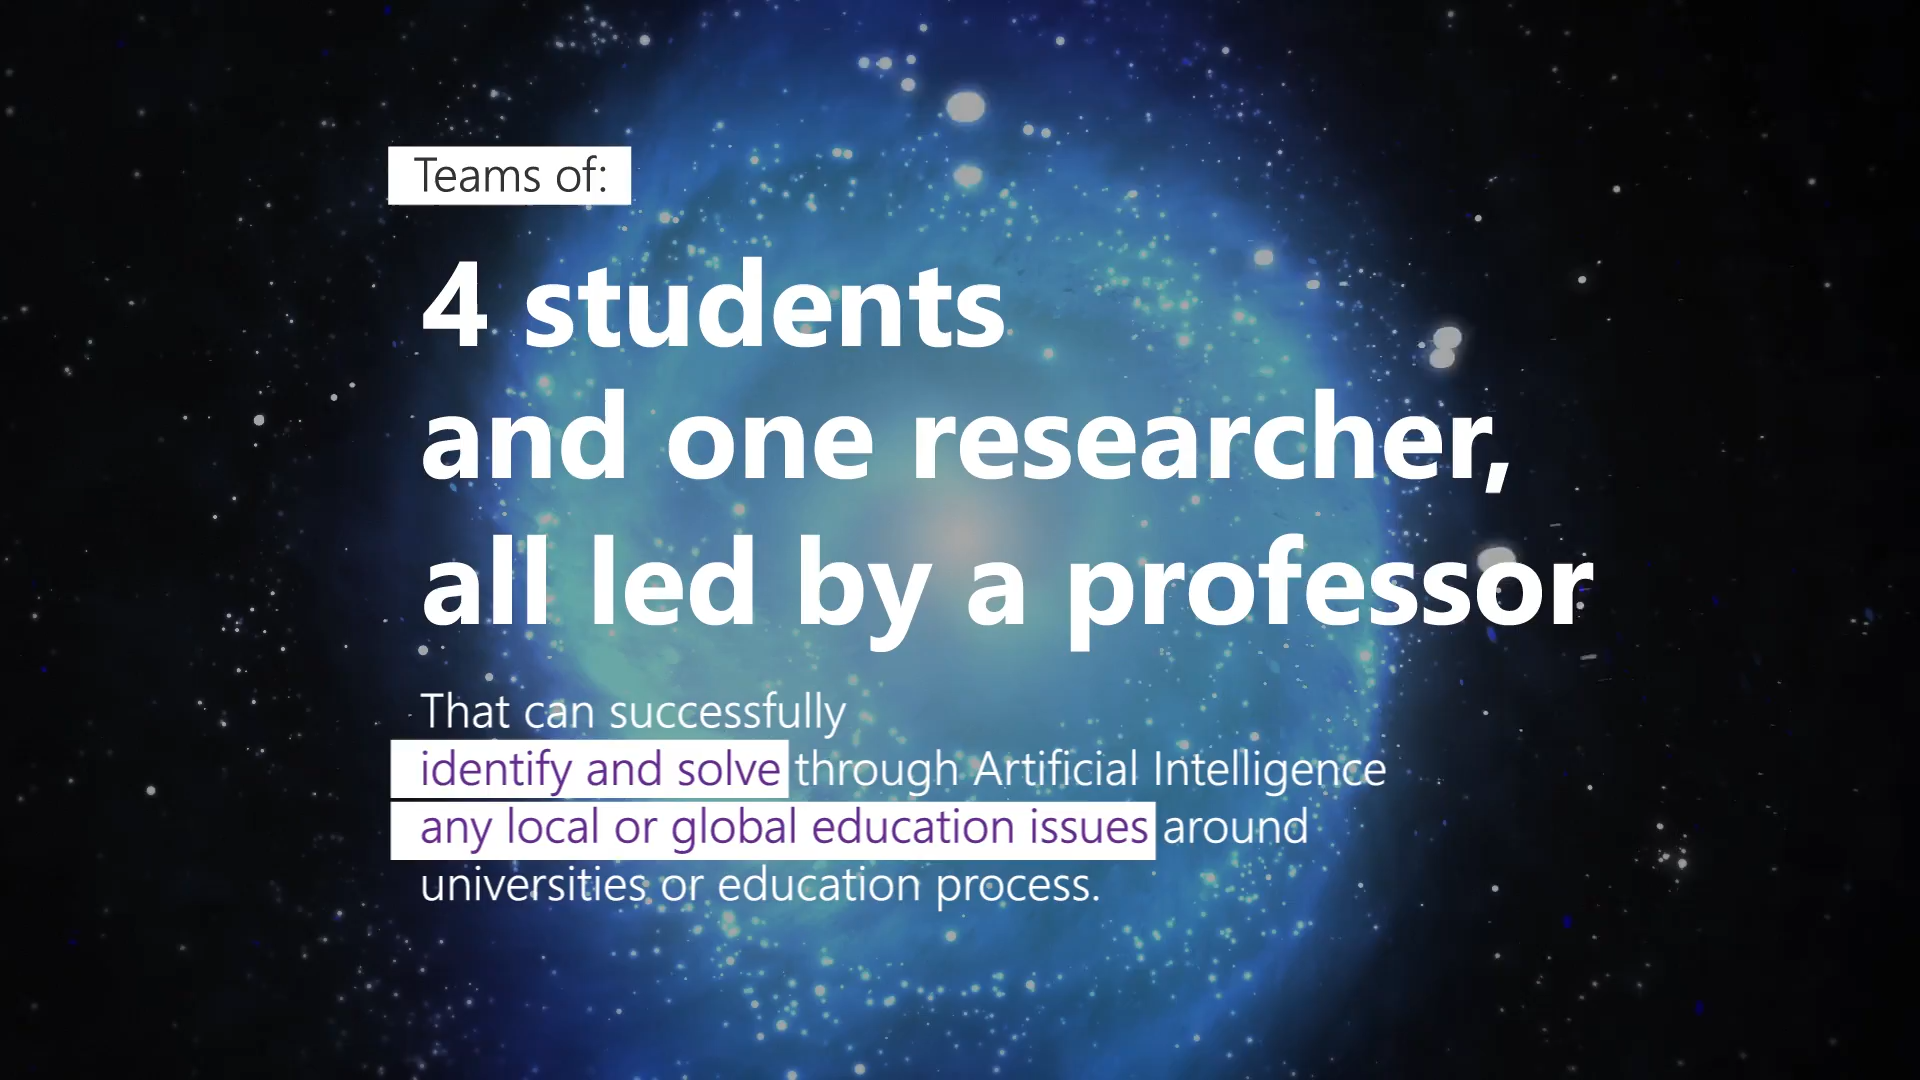 Teams of:
4 students
and one researcher,
all led by a professor
That can successfully
identify and solve through Artificial Intelligence
any local or global education issues around
universities or education process.